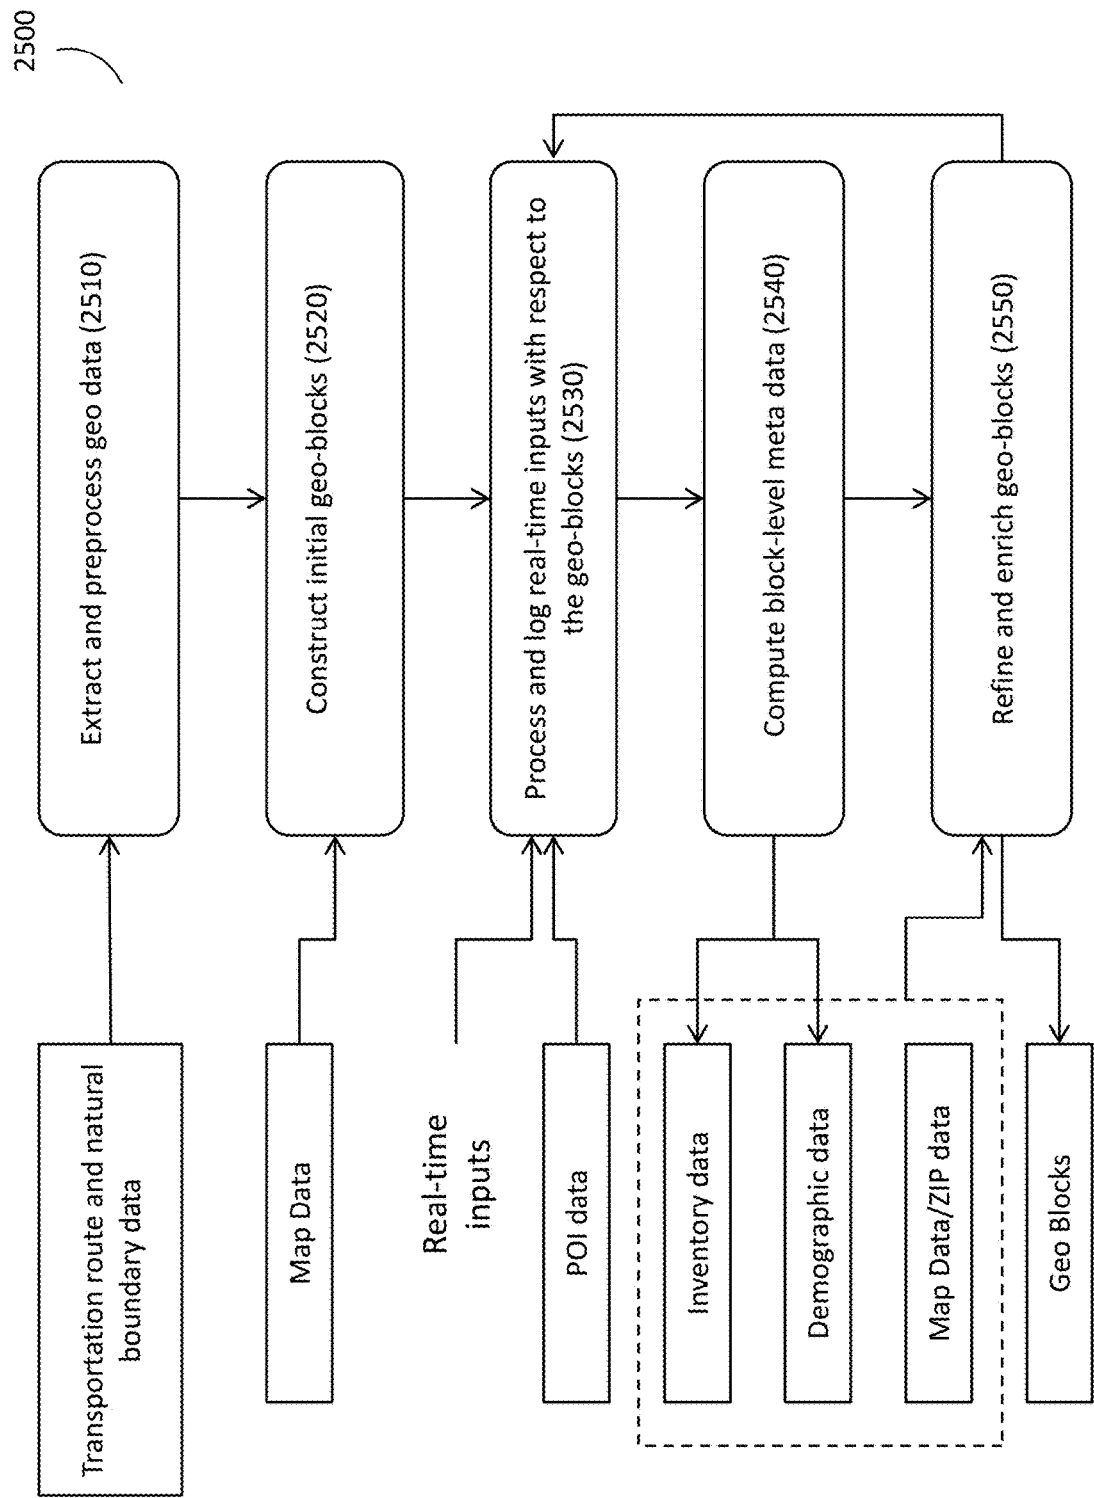 2500
Transportation route and natural
boundary data
Extract and preprocess geo data (2510)
Map Data
Construct initial geo-blocks (2520)
Real-time
inputs
POI data
Process and log real-time inputs with respect to
the geo-blocks (2530)
Inventory data
Compute block-level meta data (2540)
Demographic data
Map Data/ZIP data
Refine and enrich geo-blocks (2550)
Geo Blocks